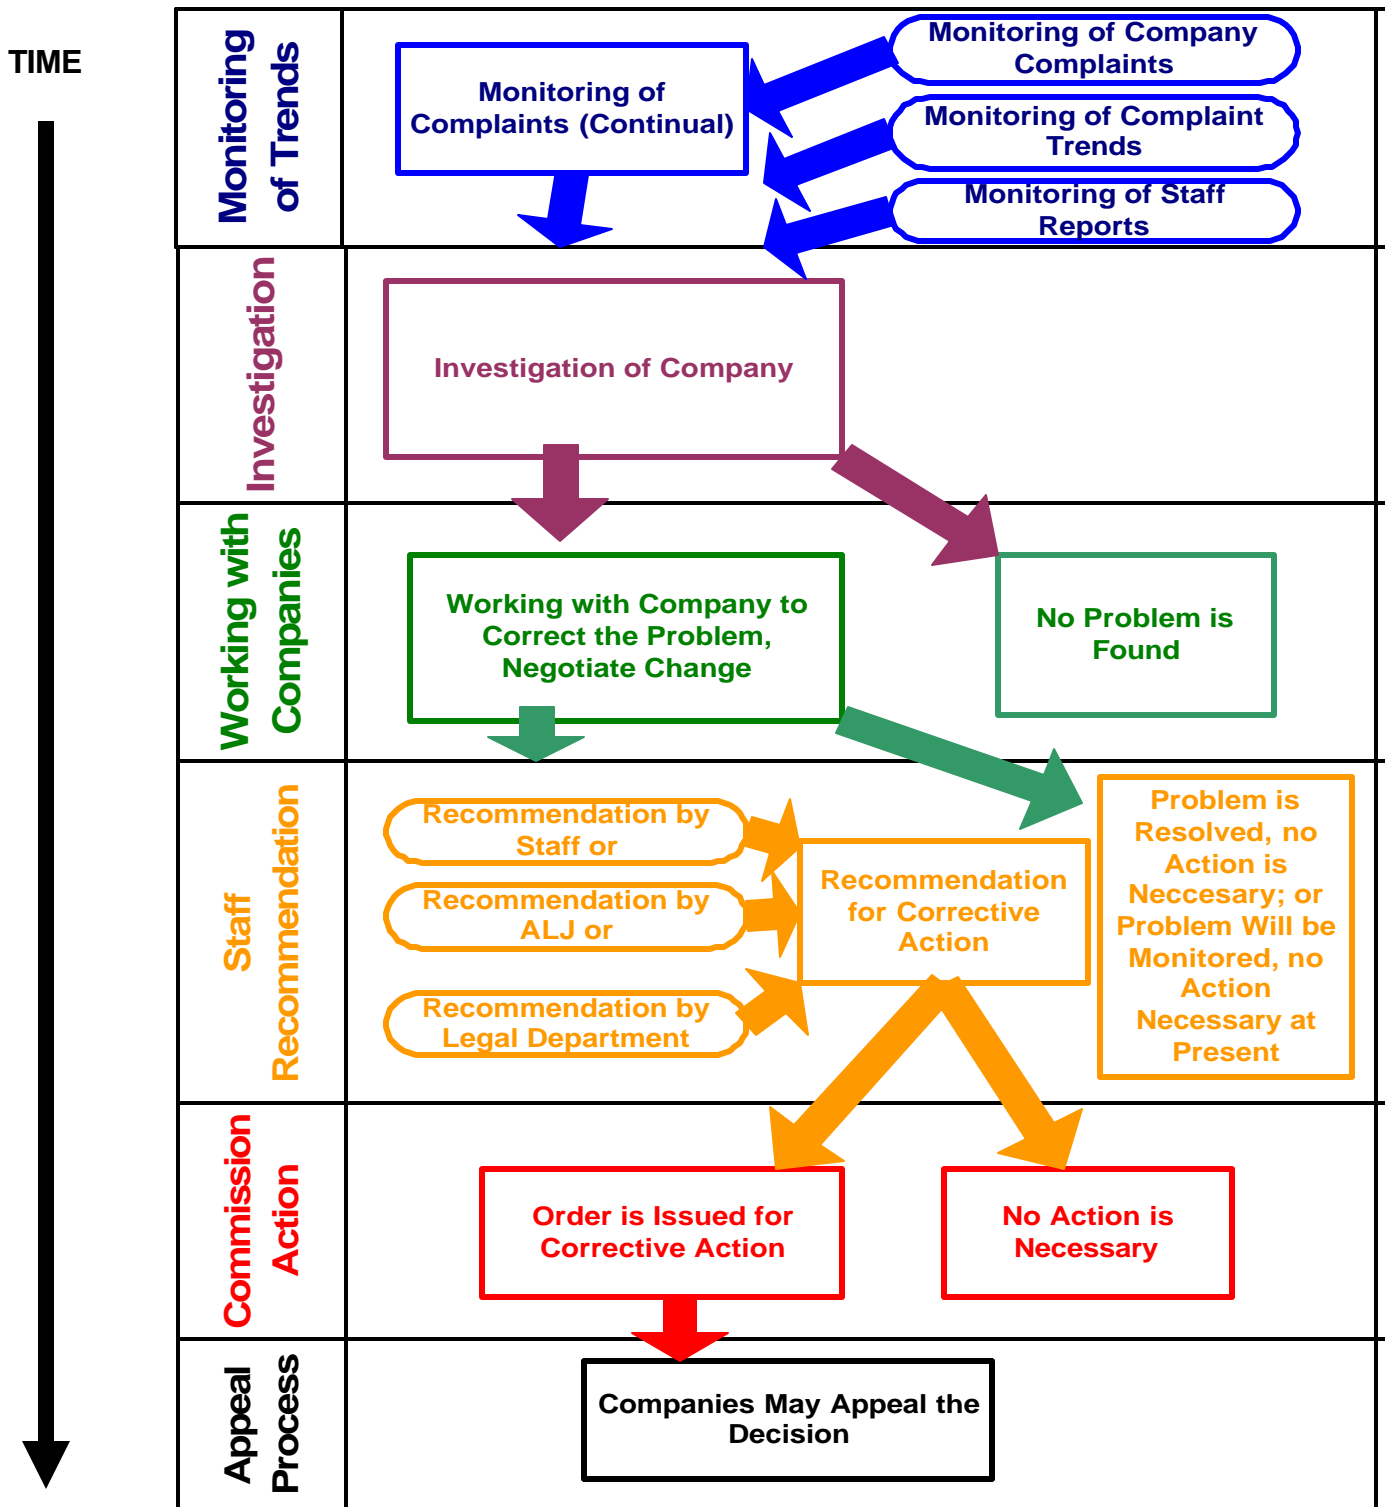 TIME
Monitoring
of Trends
Monitoring of
Complaints (Continual)
Monitoring of Company
Complaints
Monitoring of Complaint
Trends
Monitoring of Staff
Reports
Investigation
Investigation of Company
Working with
Companies
Working with Company to
Correct the Problem,
Negotiate Change
No Problem is
Found
Staff
Recommendation
Recommendation by
Staff or
Recommendation by
ALJ or
Recommendation by
Legal Department
Recommendation
for Corrective
Action
Problem is
Resolved, no
Action is
Neccesary; or
Problem Will be
Monitored, no
Action
Necessary at
Present
Commission
Action
Order is Issued for
Corrective Action
No Action is
Necessary
Appeal
Process
Companies May Appeal the
Decision